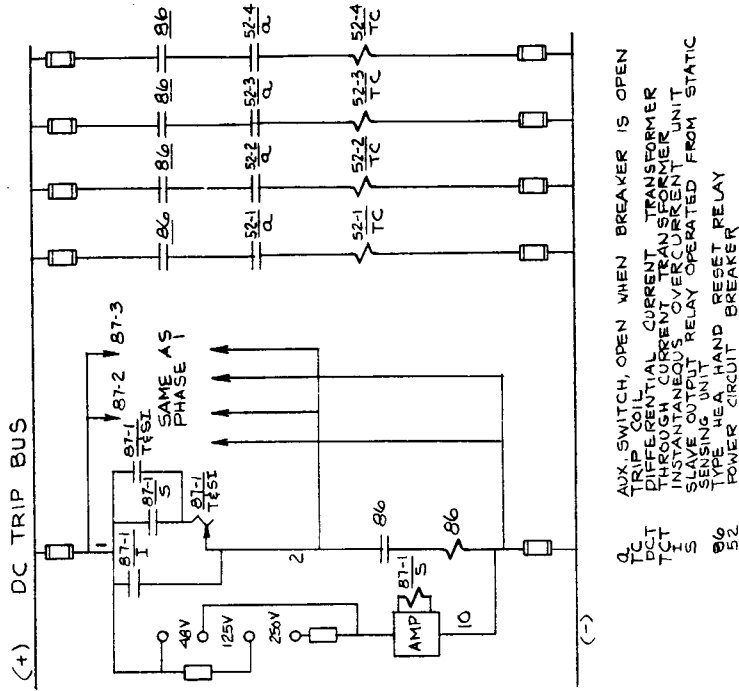 (+) DC TRIP BUS
1
87-1
I
87-1
S
87-1
T&SI
87-2
87-3
87-1
T&SI
SAME AS
PHASE 1
48V
125V
250V
2
86
86
87-1
S
AMP
10
(-)
86
86
86
86
52-1
a
52-2
a
52-3
a
52-4
a
52-1
TC
52-2
TC
52-3
TC
52-4
TC
a AUX. SWITCH, OPEN WHEN BREAKER IS OPEN
TC TRIP COIL
DCT DIFFERENTIAL CURRENT TRANSFORMER
TCT THROUGH CURRENT TRANSFORMER
I INSTANTANEOUS OVERCURRENT UNIT
S SLAVE OUTPUT RELAY OPERATED FROM STATIC
SENSING UNIT
86 TYPE HEA HAND RESET RELAY
52 POWER CIRCUIT BREAKER